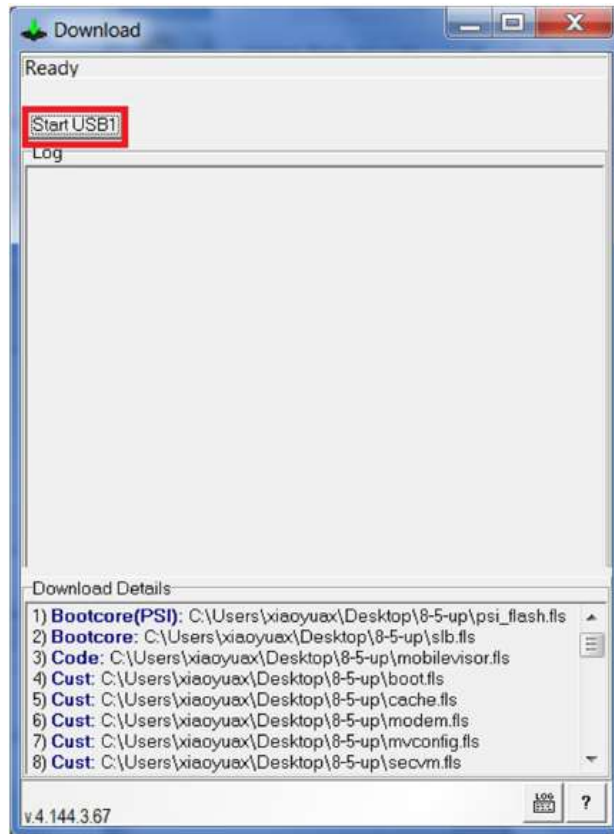 Download
Ready
Start USB1
Log
Download Details
1) Bootcore(PSI): C:\Users\xiaoyuax\Desktop\8-5-up\psi_flash.fls
2) Bootcore: C:\Users\xiaoyuax\Desktop\8-5-up\slb.fls
3) Code: C:\Users\xiaoyuax\Desktop\8-5-up\mobilevisor.fls
4) Cust: C:\Users\xiaoyuax\Desktop\8-5-up\boot.fls
5) Cust: C:\Users\xiaoyuax\Desktop\8-5-up\cache.fls
6) Cust: C:\Users\xiaoyuax\Desktop\8-5-up\modem.fls
7) Cust: C:\Users\xiaoyuax\Desktop\8-5-up\mvconfig.fls
8) Cust: C:\Users\xiaoyuax\Desktop\8-5-up\secvm.fls
v.4.144.3.67
LOG
?